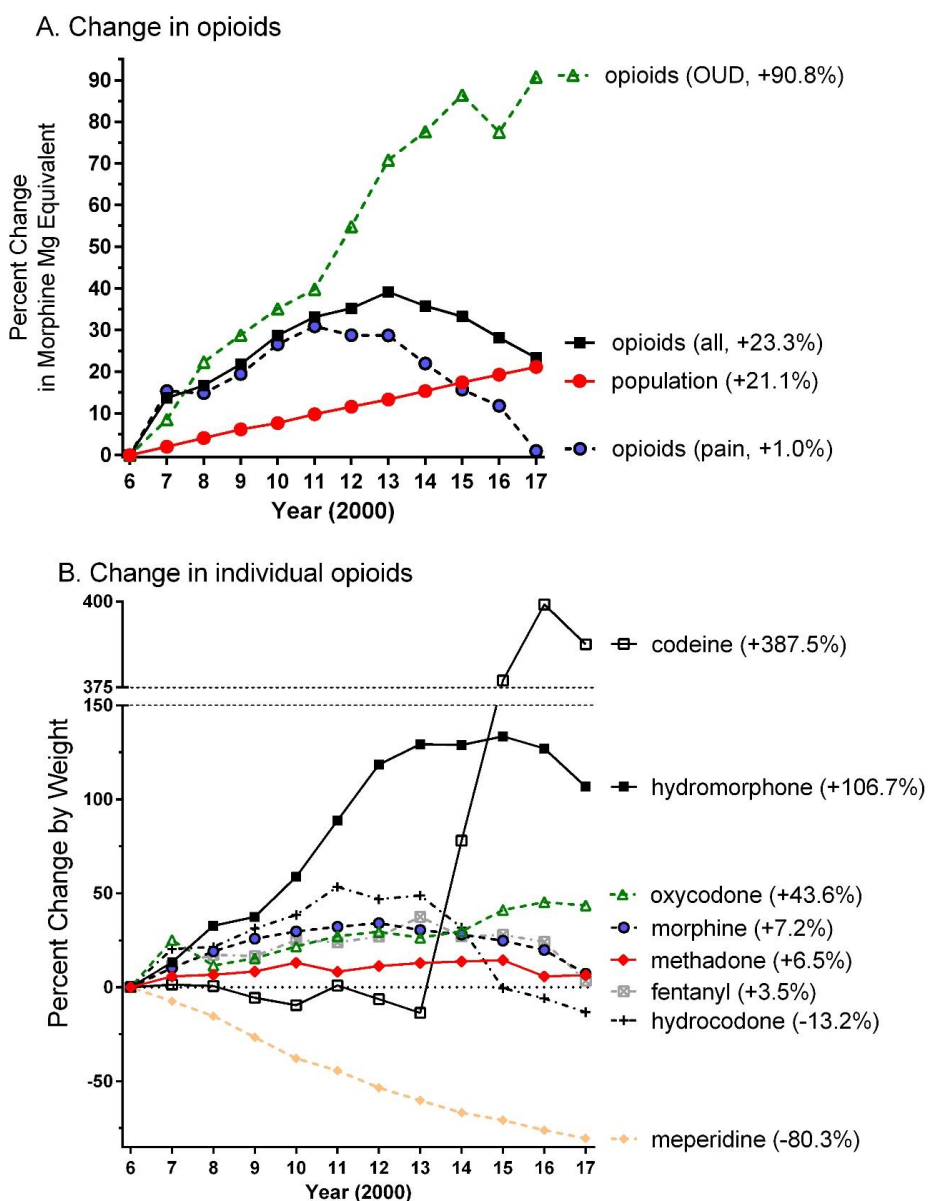 A. Change in opioids
Percent Change
in Morphine Mg Equivalent
90
80
70
60
50
40
30
20
10
0
6 7 8 9 10 11 12 13 14 15 16 17
Year (2000)
opioids (OUD, +90.8%)
opioids (all, +23.3%)
population (+21.1%)
opioids (pain, +1.0%)
B. Change in individual opioids
Percent Change by Weight
400
375
150
100
50
0
-50
6 7 8 9 10 11 12 13 14 15 16 17
Year (2000)
codeine (+387.5%)
hydromorphone (+106.7%)
oxycodone (+43.6%)
morphine (+7.2%)
methadone (+6.5%)
fentanyl (+3.5%)
hydrocodone (-13.2%)
meperidine (-80.3%)